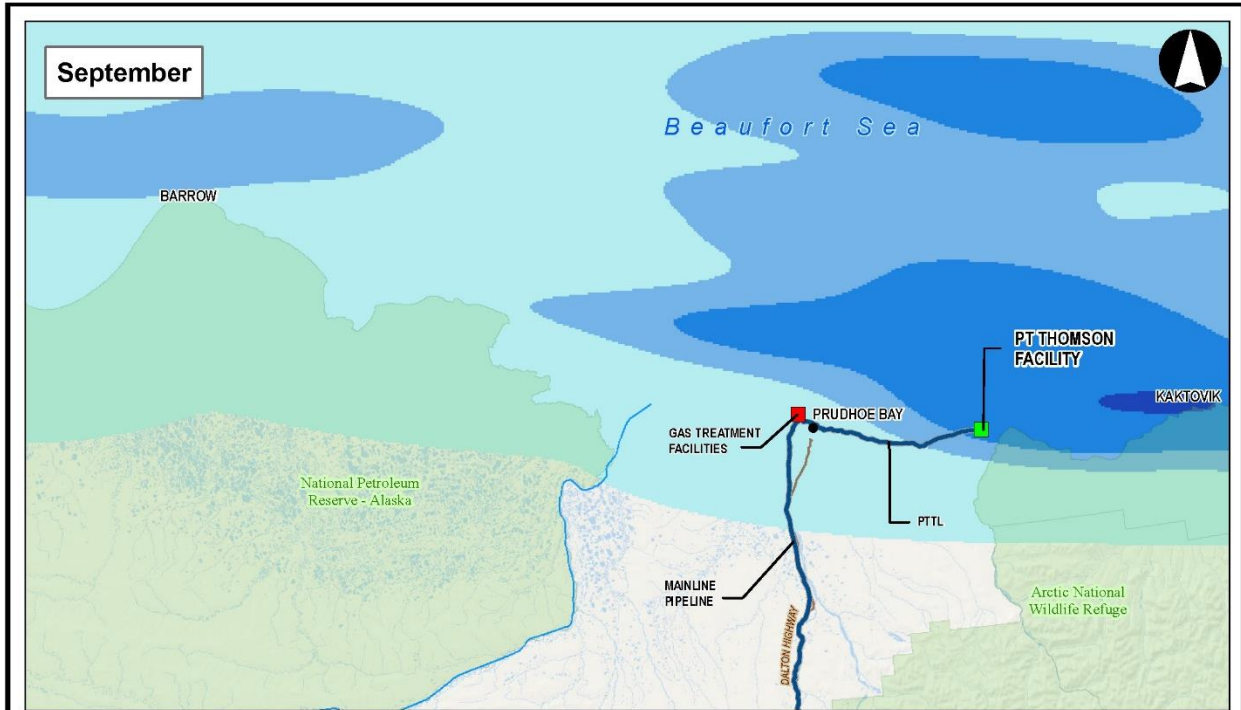 September
Beaufort Sea
BARROW
PT THOMSON
FACILITY
KAKTOVIK
PRUDHOE BAY
GAS TREATMENT
FACILITIES
National Petroleum
Reserve - Alaska
PTTL
MAINLINE
PIPELINE
Arctic National
Wildlife Refuge
DALTON HIGHWAY